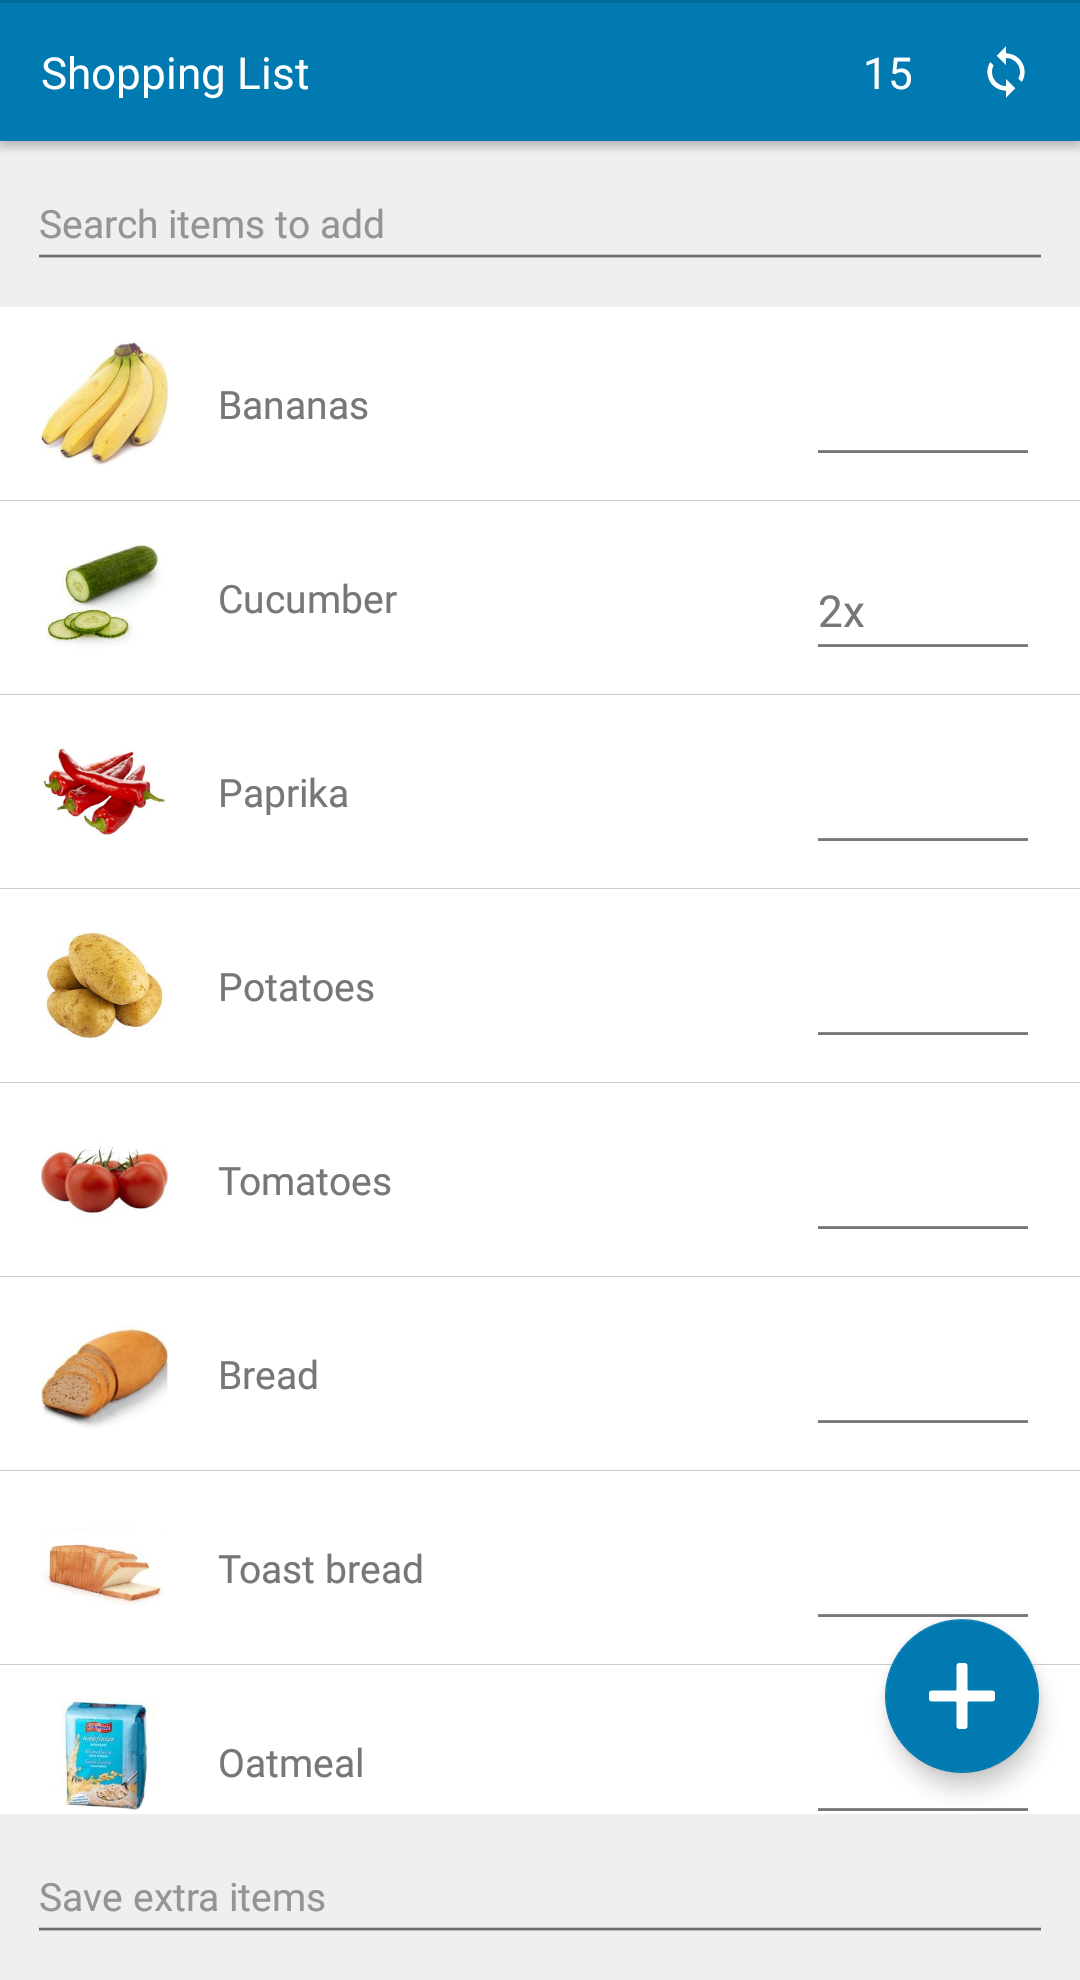 Shopping List 15
Search items to add
Bananas
Cucumber 2x
Paprika
Potatoes
Tomatoes
Bread
Toast bread
Oatmeal
Save extra items